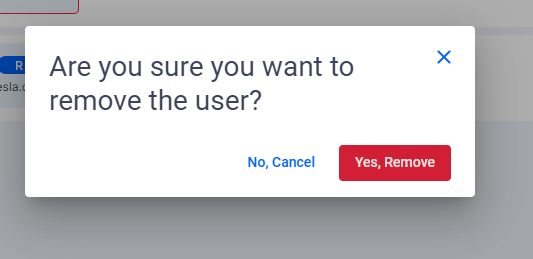 R
esla.c
Are you sure you want to
remove the user?
No, Cancel
Yes, Remove